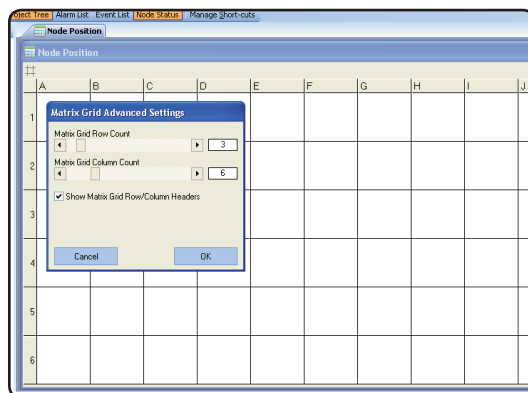 oject Tree Alarm List Event List Node Status Manage Short-cuts
Node Position
Node Position
A B C D E F G H I J
1
Matrix Grid Advanced Settings
Matrix Grid Row Count
3
2
Matrix Grid Column Count
6
Show Matrix Grid Row/Column Headers
3
Cancel OK
4
5
6